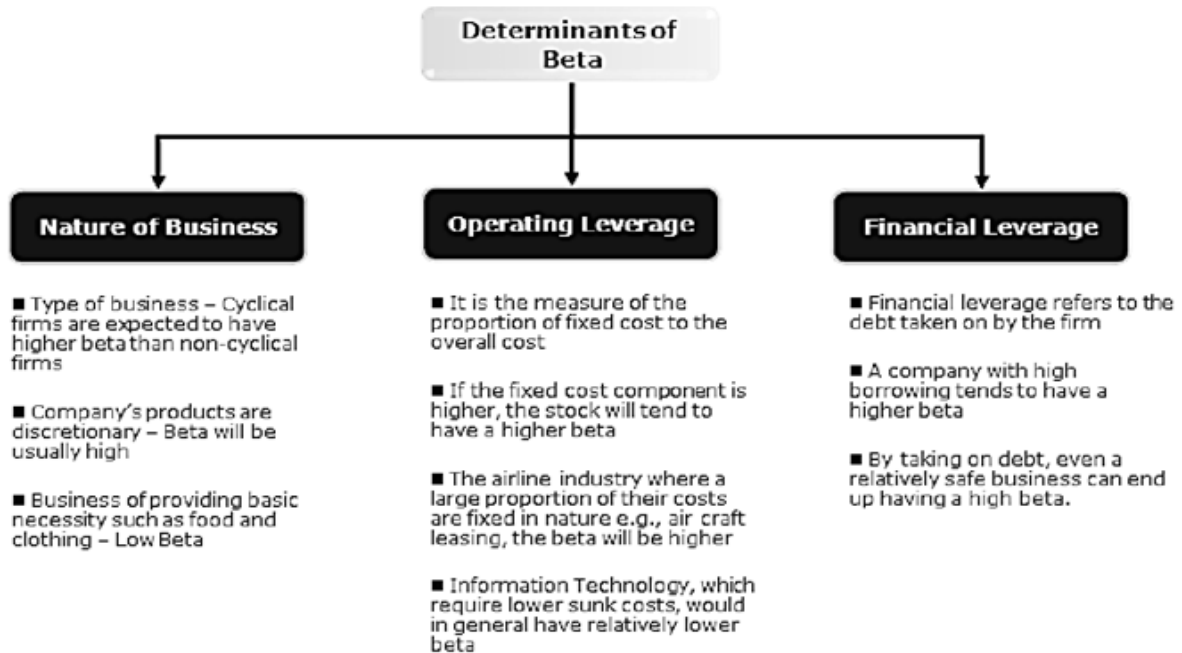 Determinants of
Beta
Nature of Business
■ Type of business – Cyclical
firms are expected to have
higher beta than non-cyclical
firms
■ Company's products are
discretionary – Beta will be
usually high
■ Business of providing basic
necessity such as food and
clothing – Low Beta
Operating Leverage
■ It is the measure of the
proportion of fixed cost to the
overall cost
■ If the fixed cost component is
higher, the stock will tend to
have a higher beta
■ The airline industry where a
large proportion of their costs
are fixed in nature e.g., air craft
leasing, the beta will be higher
■ Information Technology, which
require lower sunk costs, would
in general have relatively lower
beta
Financial Leverage
■ Financial leverage refers to the
debt taken on by the firm
■ A company with high
borrowing tends to have a
higher beta
■ By taking on debt, even a
relatively safe business can end
up having a high beta.